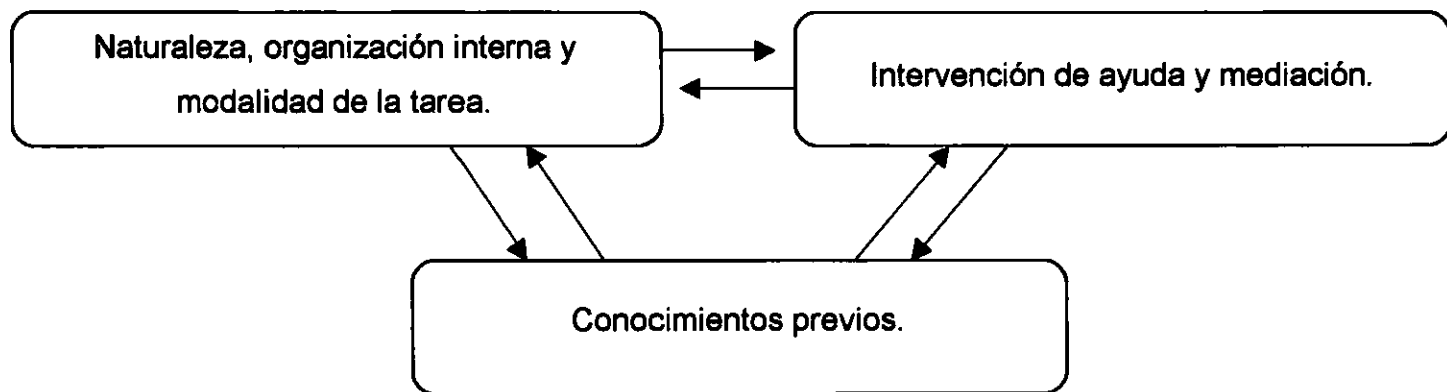 Naturaleza, organización interna y
modalidad de la tarea.
Intervención de ayuda y mediación.
Conocimientos previos.